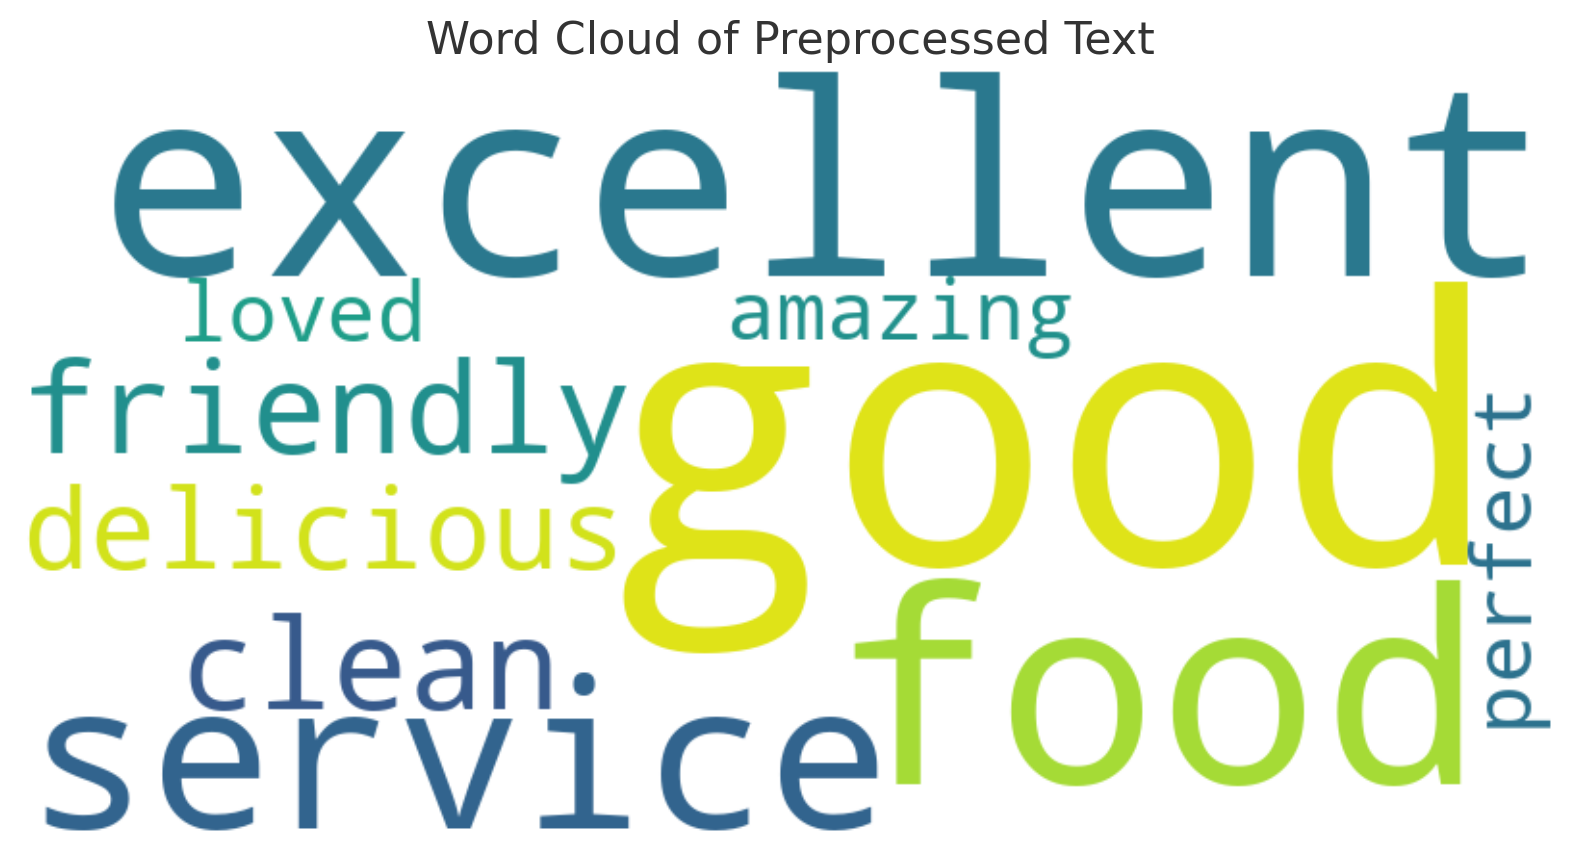 Word Cloud of Preprocessed Text
excellent
loved
amazing
friendly
good
perfect
delicious
clean
food
service